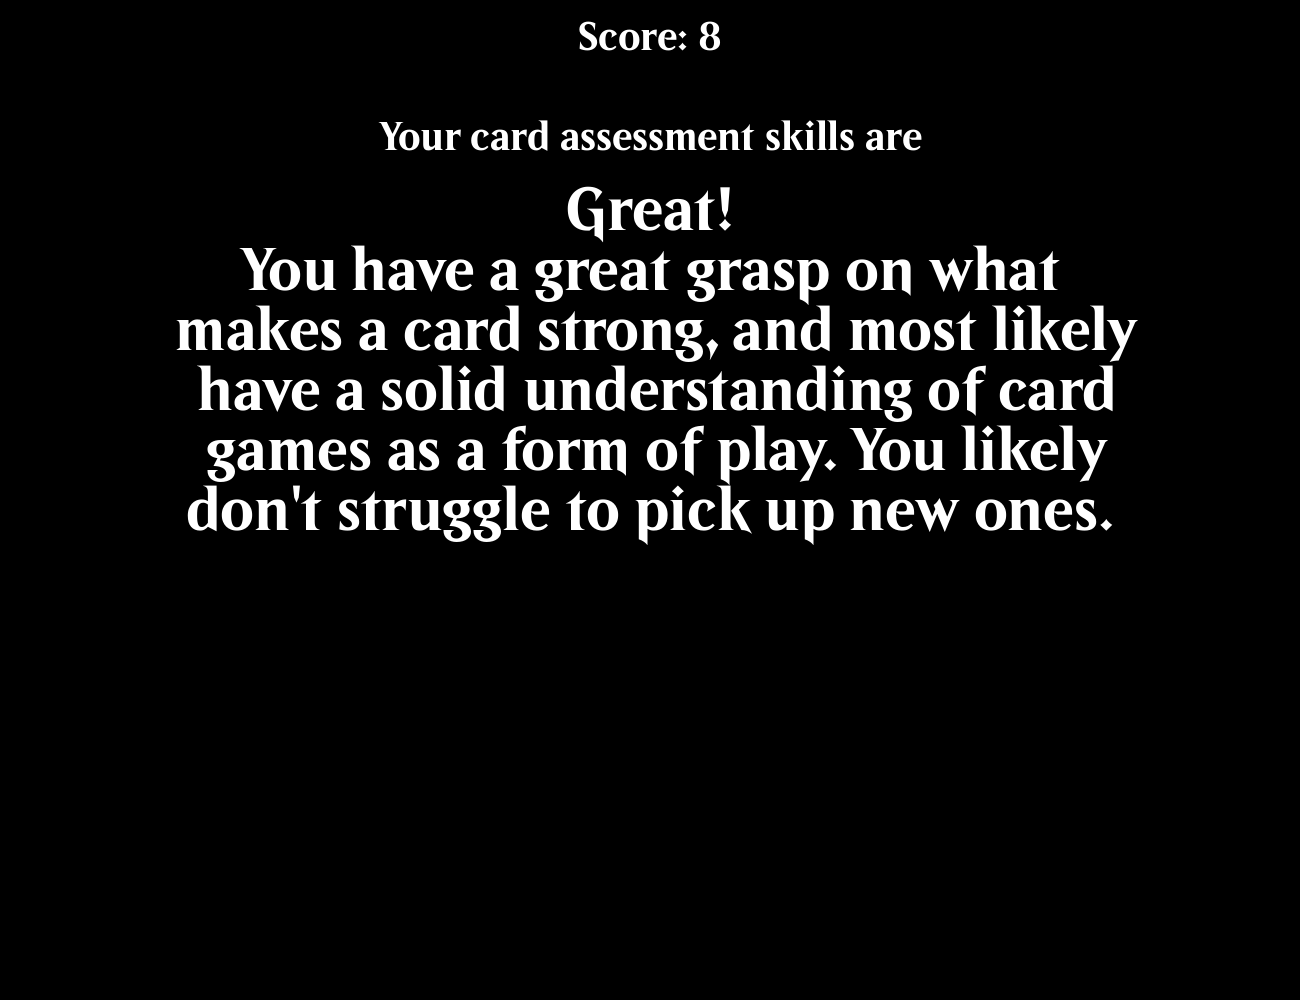 Score: 8
Your card assessment skills are
Great!
You have a great grasp on what
makes a card strong, and most likely
have a solid understanding of card
games as a form of play. You likely
don't struggle to pick up new ones.